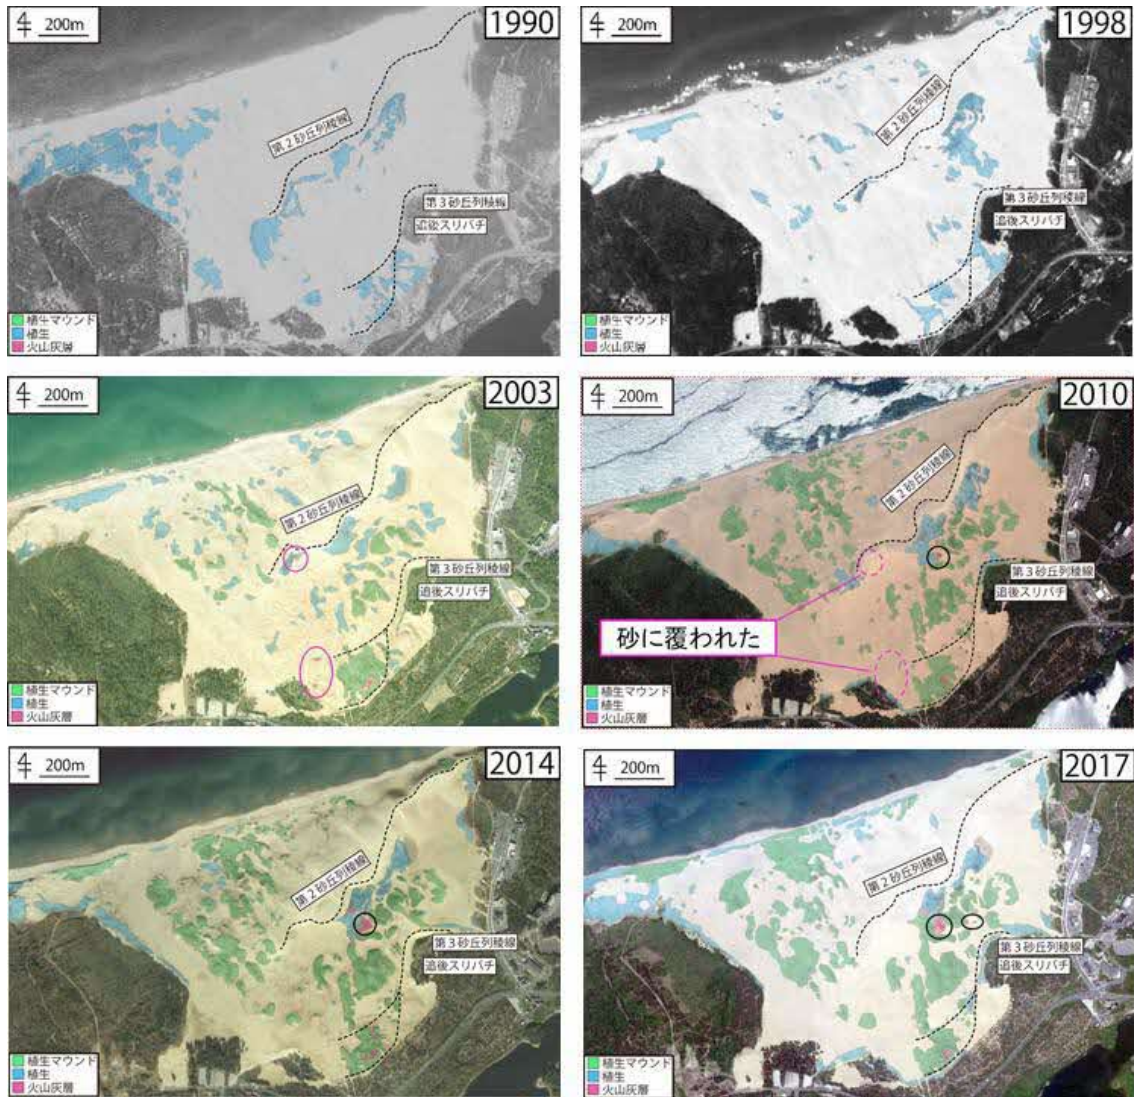 4 200m
1990
第2砂丘列稜線
第3砂丘列稜線
追後スリバチ
植生マウンド
植生
火山灰層
4 200m
1998
第2砂丘列稜線
第3砂丘列稜線
追後スリバチ
植生マウンド
植生
火山灰層
4 200m
2003
第2砂丘列稜線
第3砂丘列稜線
追後スリバチ
植生マウンド
植生
火山灰層
4 200m
2010
第2砂丘列稜線
第3砂丘列稜線
追後スリバチ
砂に覆われた
植生マウンド
植生
火山灰層
4 200m
2014
第2砂丘列稜線
第3砂丘列稜線
追後スリバチ
植生マウンド
植生
火山灰層
4 200m
2017
第2砂丘列稜線
第3砂丘列稜線
追後スリバチ
植生マウンド
植生
火山灰層